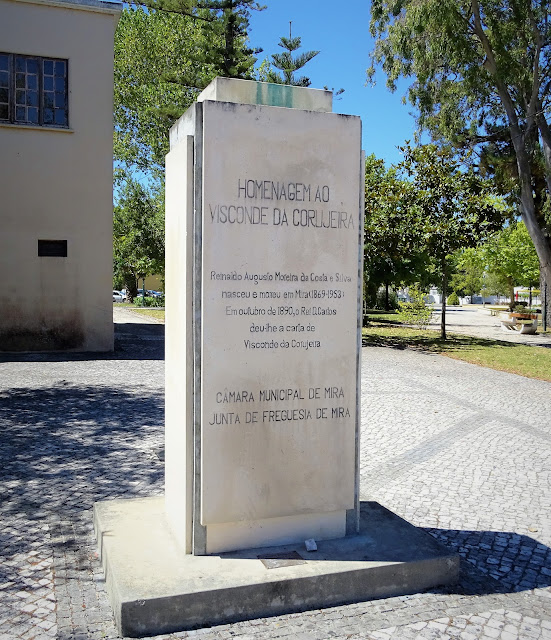 HOMENAGEM AO
VISCONDE DA CORUJEIRA
Reinaldo Augusto Moreira da Costa e Silva
nasceu e morou em Mira (1869-1953)
Em outubro de 1890, o Rei D. Carlos
deu-lhe a carta de
Visconde da Corujeira
CÂMARA MUNICIPAL DE MIRA
JUNTA DE FREGUESIA DE MIRA